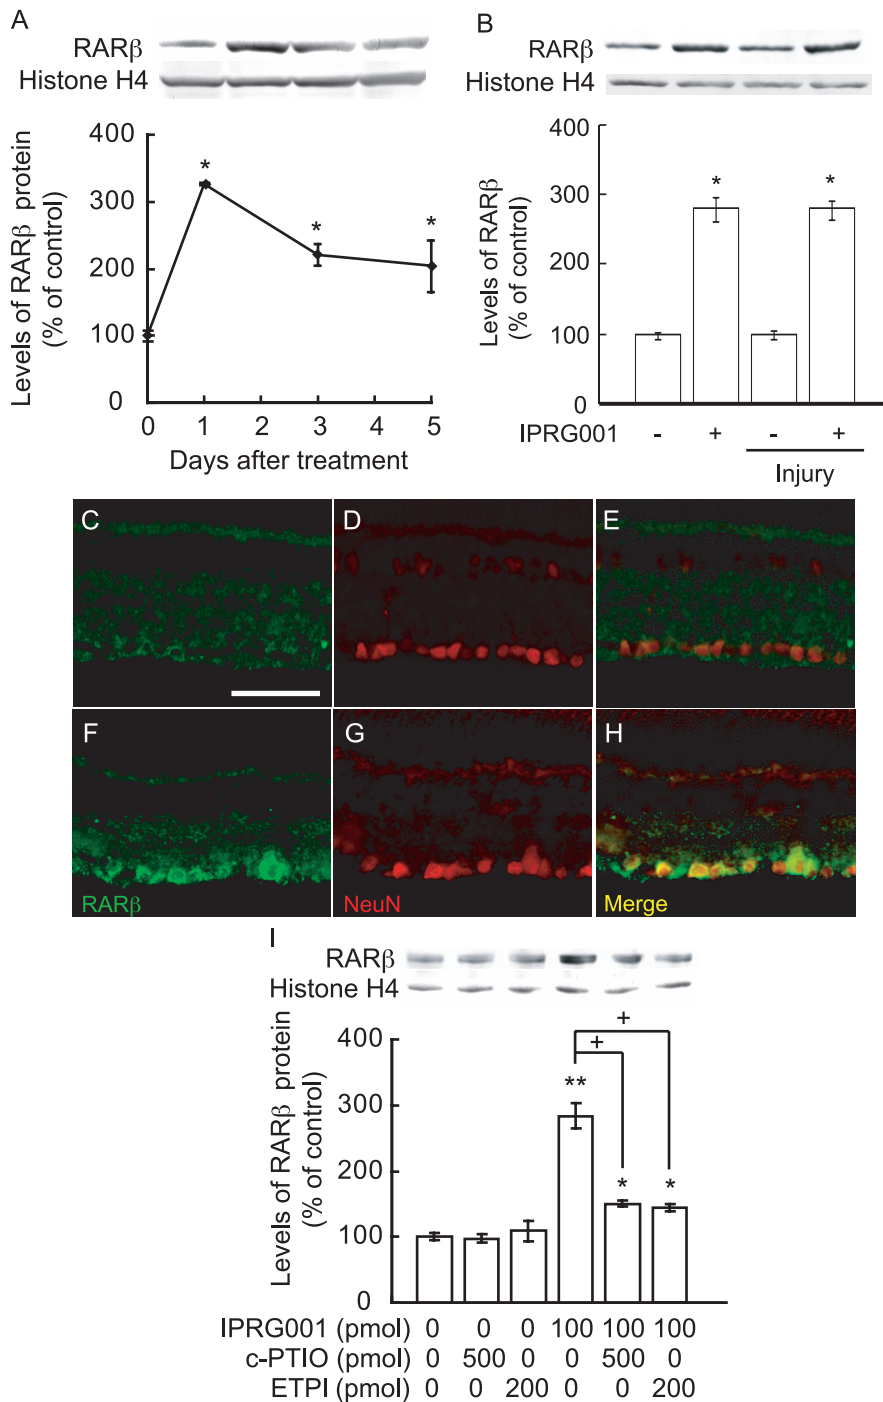 A
RARβ
Histone H4
Levels of RARβ protein
(% of control)
400
300
200
100
0
*
*
*
0 1 2 3 4 5
Days after treatment
B
RARβ
Histone H4
Levels of RARβ
(% of control)
400
300
200
100
0
*
*
IPRG001 - + - +
Injury
C
D
E
F
RARβ
G
NeuN
H
Merge
I
RARβ
Histone H4
Levels of RARβ protein
(% of control)
400
300
200
100
0
+
+
**
*
*
IPRG001 (pmol) 0 0 0 100 100 100
c-PTIO (pmol) 0 500 0 0 500 0
ETPI (pmol) 0 0 200 0 0 200